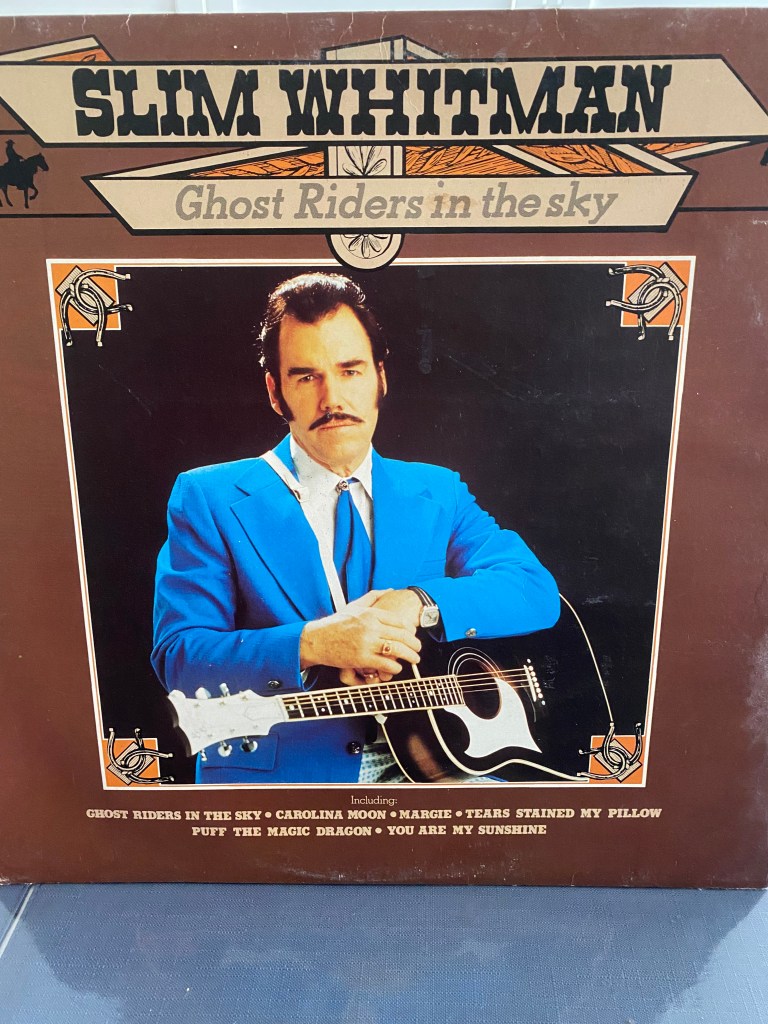 SLIM WHITMAN
Ghost Riders in the sky
Including:
GHOST RIDERS IN THE SKY • CAROLINA MOON • MARGIE • TEARS STAINED MY PILLOW
PUFF THE MAGIC DRAGON • YOU ARE MY SUNSHINE